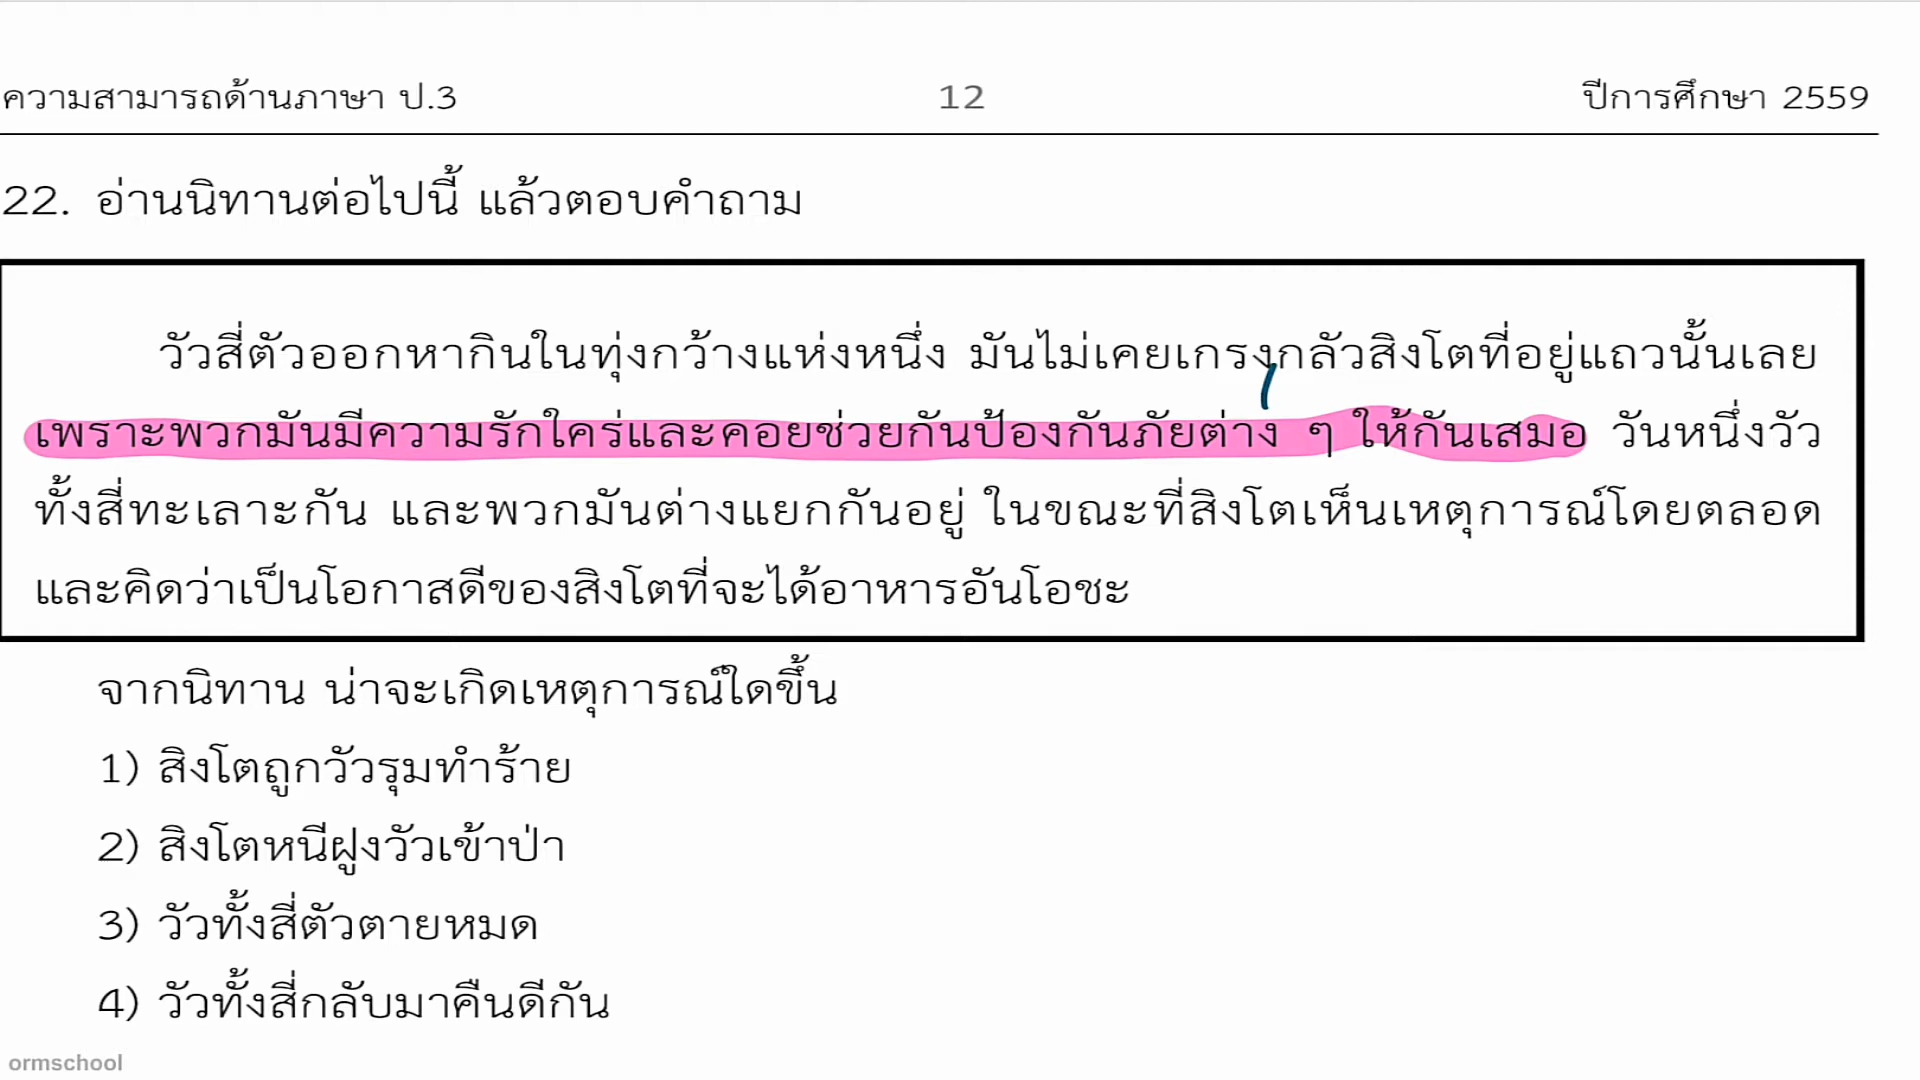 ความสามารถด้านภาษา ป.3 12 ปีการศึกษา 2559
22. อ่านนิทานต่อไปนี้ แล้วตอบคำถาม
วัวสี่ตัวออกหากินในทุ่งกว้างแห่งหนึ่ง มันไม่เคยเกรงกลัวสิงโตที่อยู่แถวนั้นเลย
เพราะพวกมันมีความรักใคร่และคอยช่วยกันป้องกันภัยต่าง ๆ ให้กันเสมอ วันหนึ่งวัว
ทั้งสี่ทะเลาะกัน และพวกมันต่างแยกกันอยู่ ในขณะที่สิงโตเห็นเหตุการณ์โดยตลอด
และคิดว่าเป็นโอกาสดีของสิงโตที่จะได้อาหารอันโอชะ
จากนิทาน น่าจะเกิดเหตุการณ์ใดขึ้น
1) สิงโตถูกวัวรุมทำร้าย
2) สิงโตหนีฝูงวัวเข้าป่า
3) วัวทั้งสี่ตัวตายหมด
4) วัวทั้งสี่กลับมาคืนดีกัน
ormschool